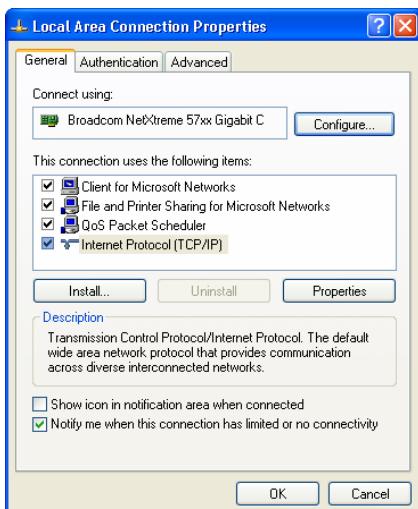 Local Area Connection Properties
General Authentication Advanced
Connect using:
Broadcom NetXtreme 57xx Gigabit C
Configure...
This connection uses the following items:
Client for Microsoft Networks
File and Printer Sharing for Microsoft Networks
QoS Packet Scheduler
Internet Protocol (TCP/IP)
Install... Uninstall Properties
Description
Transmission Control Protocol/Internet Protocol. The default
wide area network protocol that provides communication
across diverse interconnected networks.
Show icon in notification area when connected
Notify me when this connection has limited or no connectivity
OK Cancel